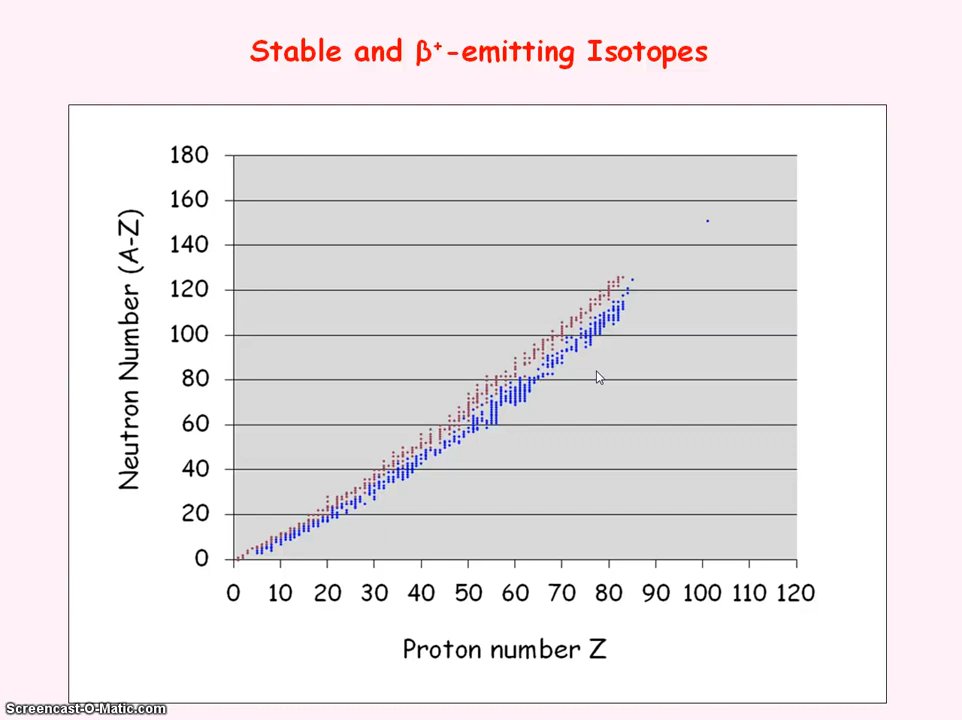 Stable and β⁺-emitting Isotopes
180
160
140
120
100
80
60
40
20
0
Neutron Number (A-Z)
0 10 20 30 40 50 60 70 80 90 100 110 120
Proton number Z
Screencast-O-Matic.com